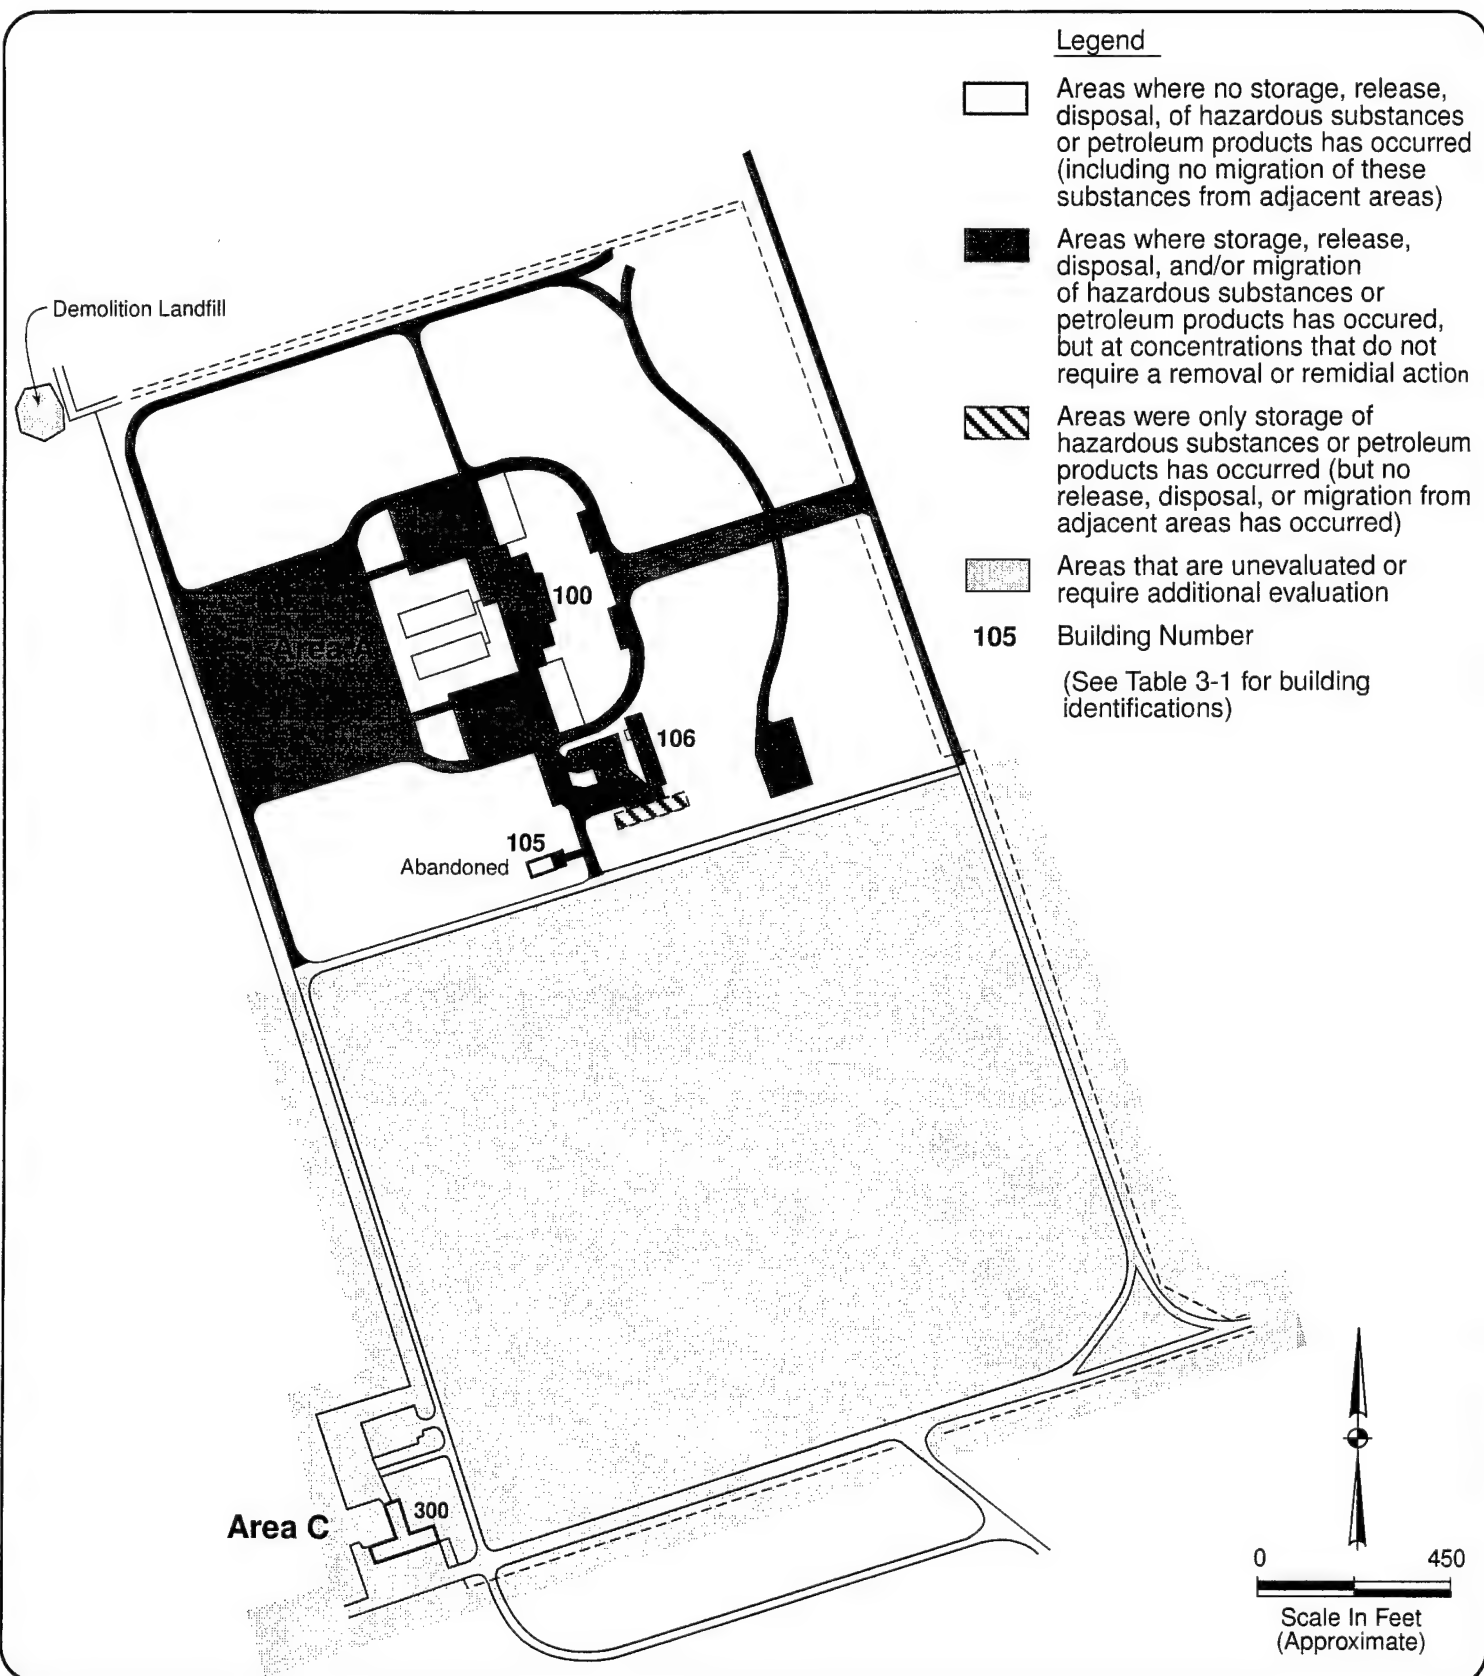 Legend
Areas where no storage, release,
disposal, of hazardous substances
or petroleum products has occurred
(including no migration of these
substances from adjacent areas)
Areas where storage, release,
disposal, and/or migration
of hazardous substances or
petroleum products has occured,
but at concentrations that do not
require a removal or remidial action
Areas were only storage of
hazardous substances or petroleum
products has occurred (but no
release, disposal, or migration from
adjacent areas has occurred)
Areas that are unevaluated or
require additional evaluation
105 Building Number
(See Table 3-1 for building
identifications)
Demolition Landfill
100
Area A
106
105
Abandoned
300
Area C
0 450
Scale In Feet
(Approximate)